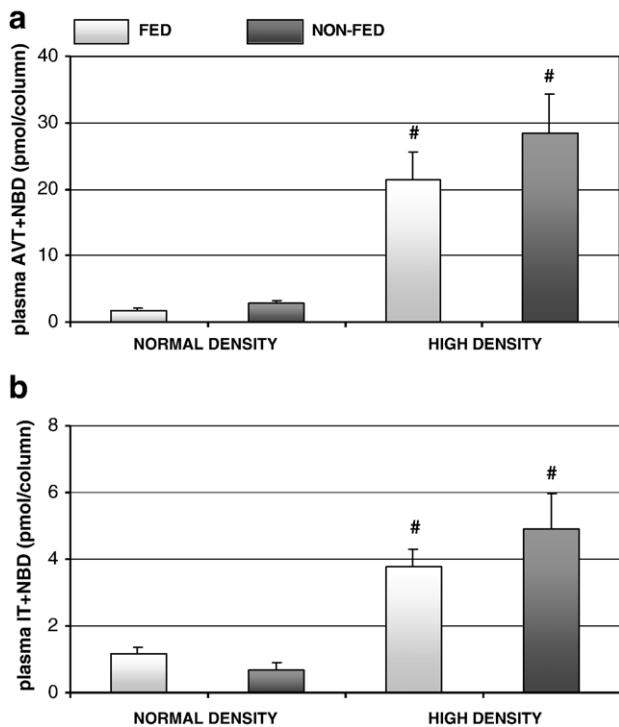 a
FED NON-FED
plasma AVT+NBD (pmol/column)
40
30
20
10
0
#
#
NORMAL DENSITY HIGH DENSITY
b
plasma IT+NBD (pmol/column)
8
6
4
2
0
#
#
NORMAL DENSITY HIGH DENSITY